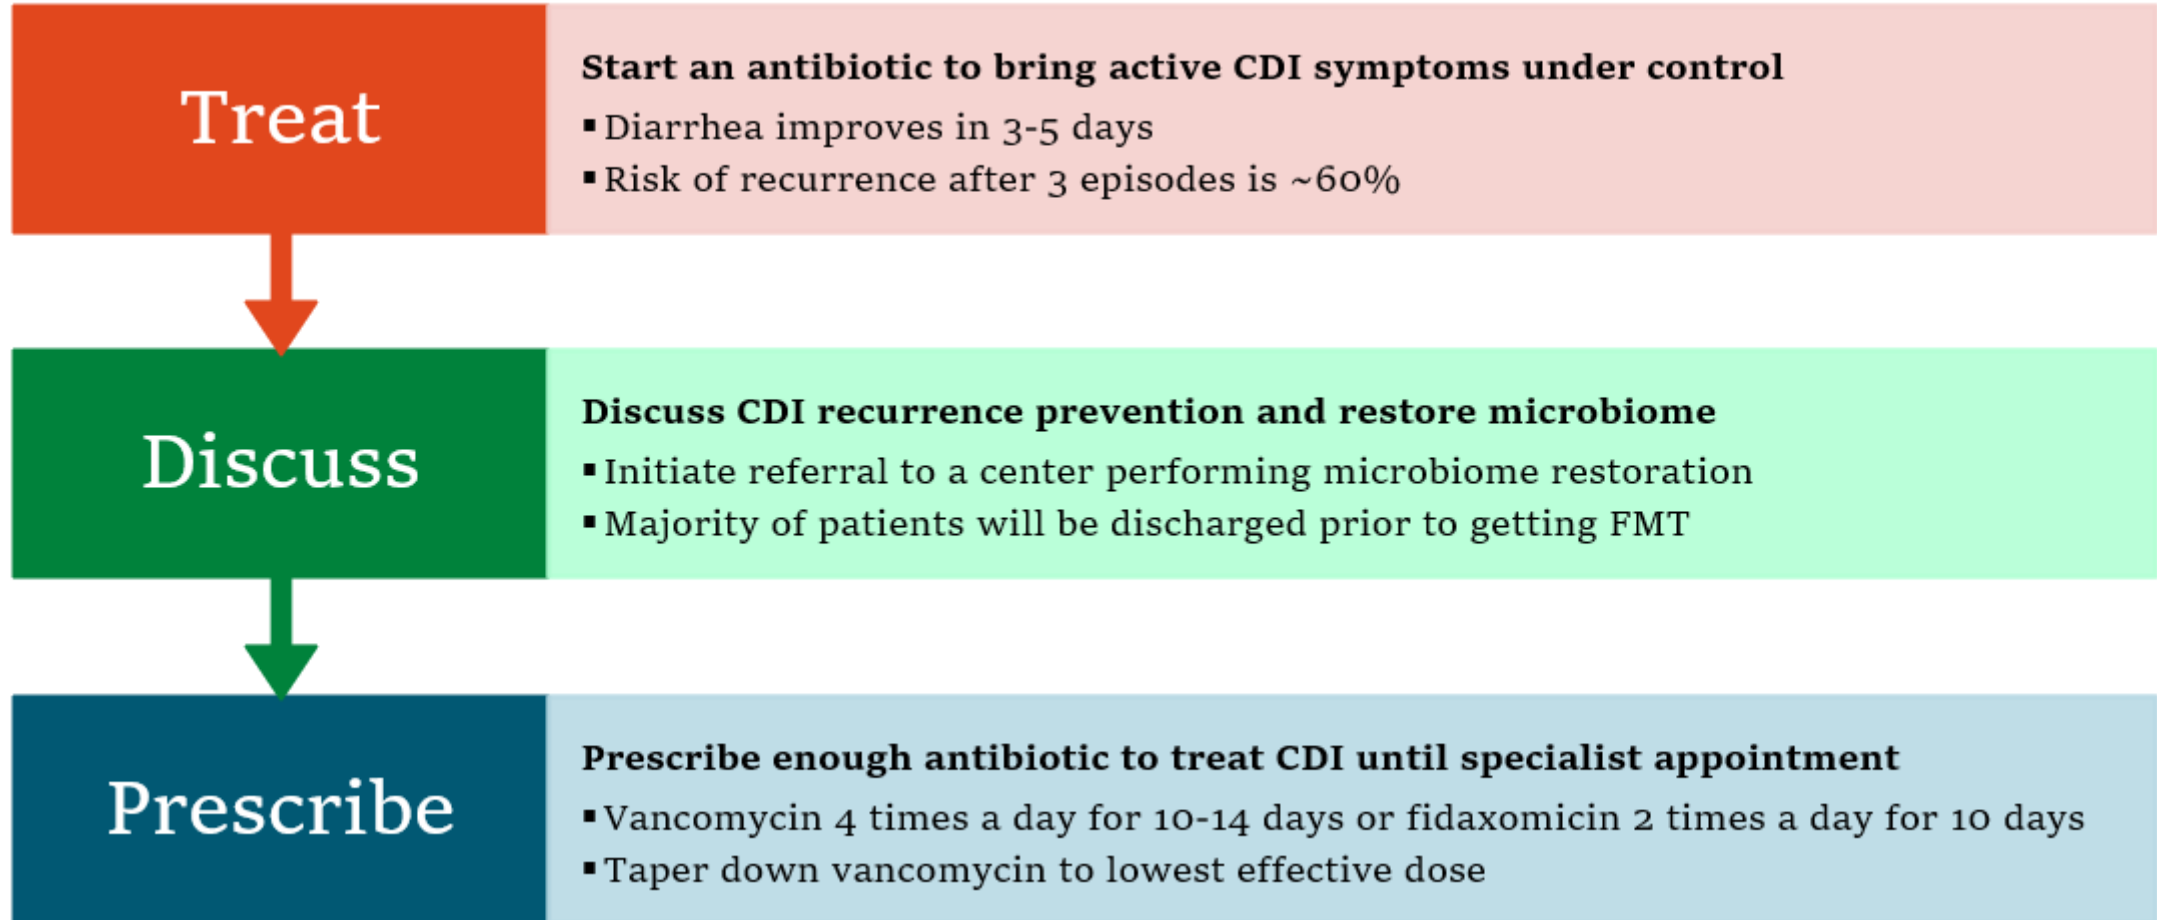 Treat
Start an antibiotic to bring active CDI symptoms under control
▪Diarrhea improves in 3-5 days
▪Risk of recurrence after 3 episodes is ~60%
Discuss
Discuss CDI recurrence prevention and restore microbiome
▪Initiate referral to a center performing microbiome restoration
▪Majority of patients will be discharged prior to getting FMT
Prescribe
Prescribe enough antibiotic to treat CDI until specialist appointment
▪Vancomycin 4 times a day for 10-14 days or fidaxomicin 2 times a day for 10 days
▪Taper down vancomycin to lowest effective dose